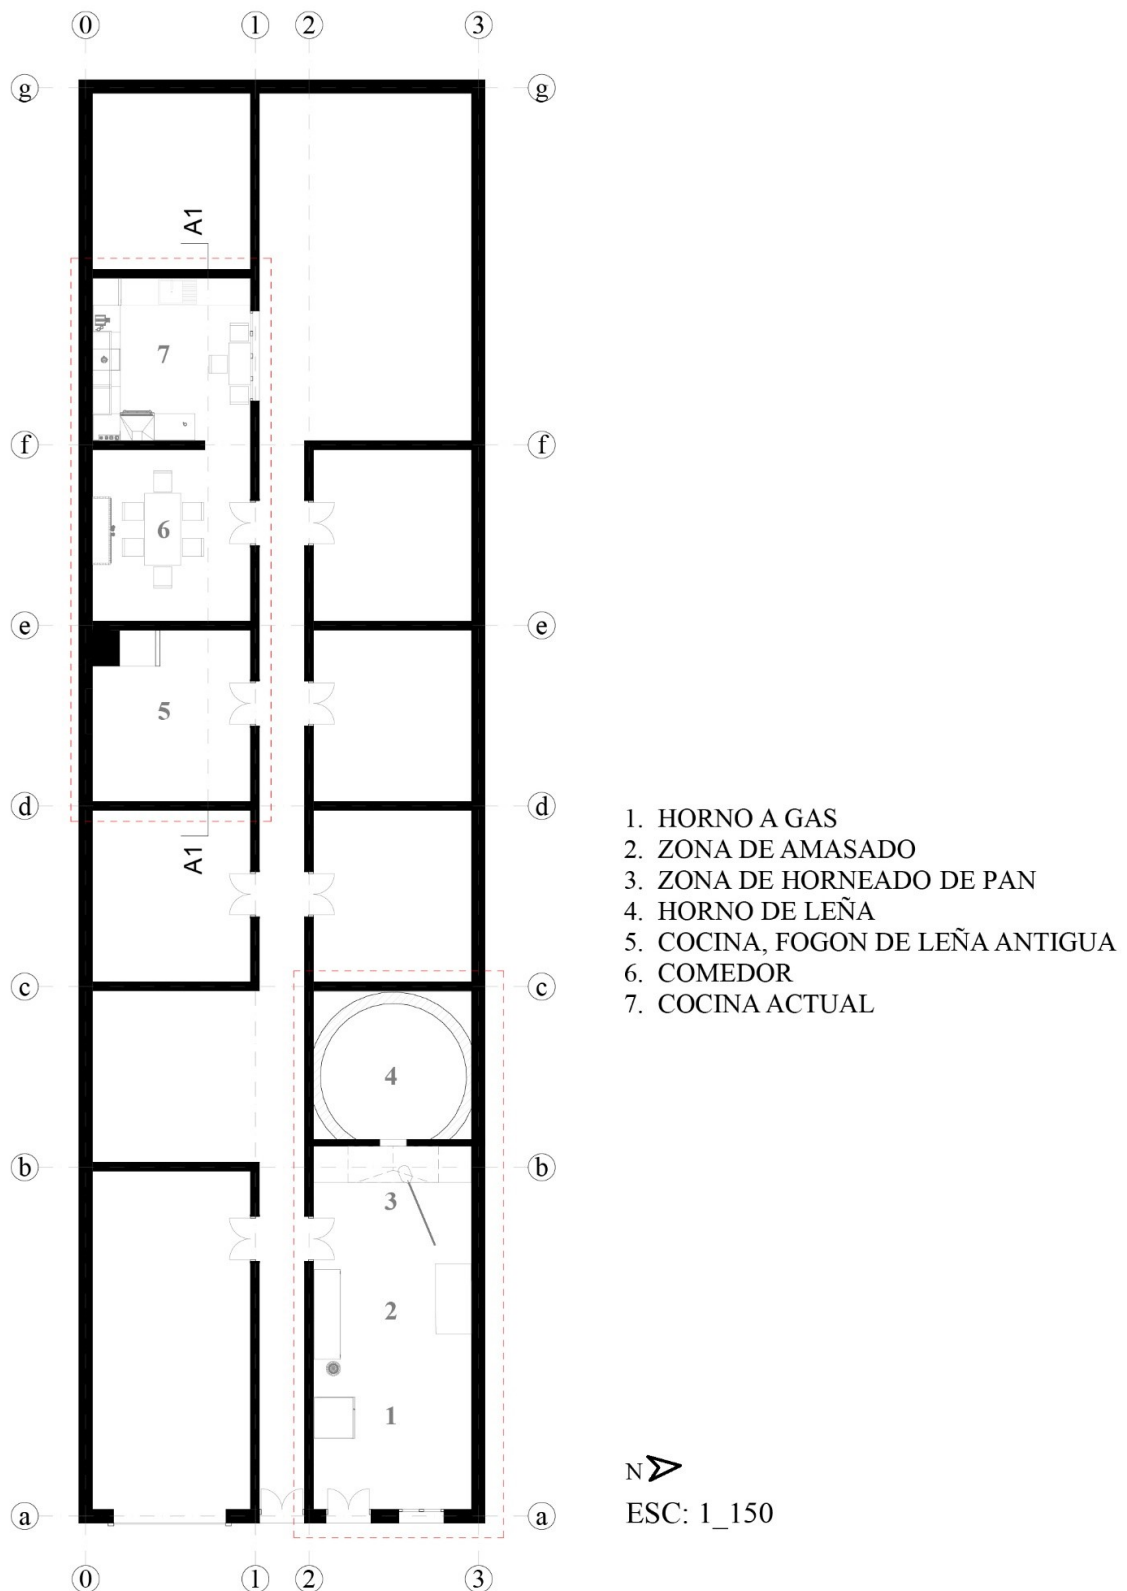 0 1 2 3
g g
A1
7
f f
6
e e
5
d d
A1
1. HORNO A GAS
2. ZONA DE AMASADO
3. ZONA DE HORNEADO DE PAN
4. HORNO DE LEÑA
5. COCINA, FOGON DE LEÑA ANTIGUA
6. COMEDOR
7. COCINA ACTUAL
c c
4
b b
3
2
1
N
a a
ESC: 1_150
0 1 2 3